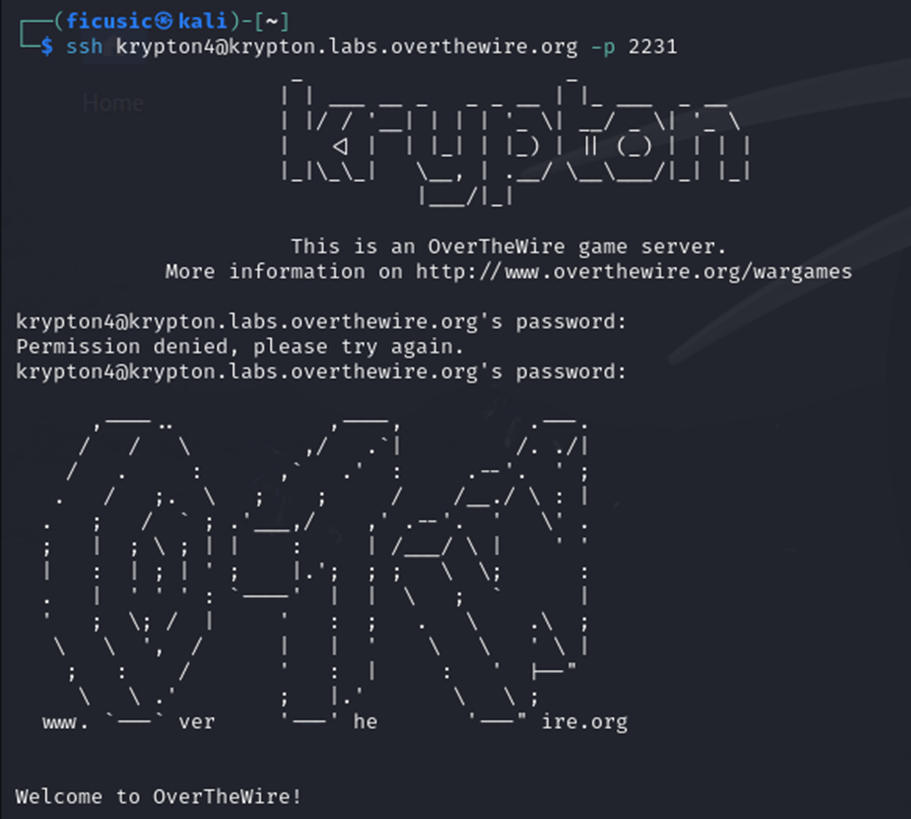 ┌──(ficusic㉿kali)-[~]
└─$ ssh krypton4@krypton.labs.overthewire.org -p 2231
Home
krypton
This is an OverTheWire game server.
More information on http://www.overthewire.org/wargames
krypton4@krypton.labs.overthewire.org's password:
Permission denied, please try again.
krypton4@krypton.labs.overthewire.org's password:
www. ver he ire.org
Welcome to OverTheWire!